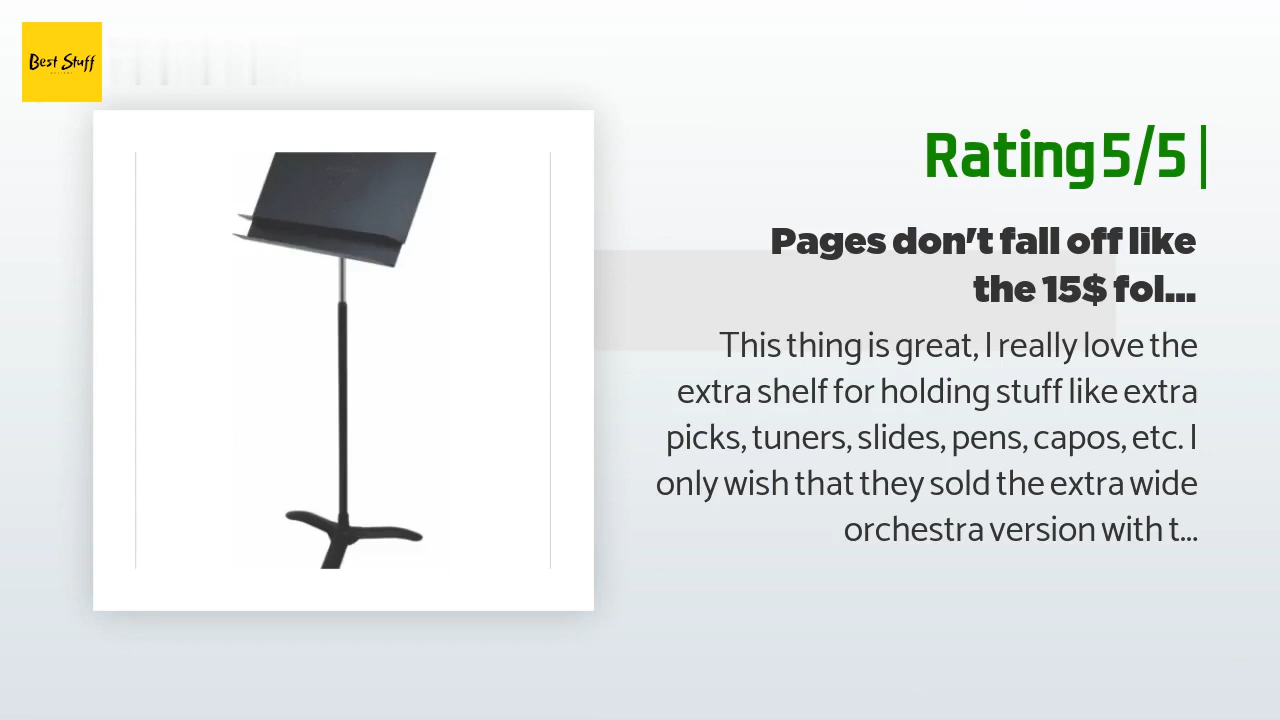 Best Stuff
Rating 5/5 |
Pages don't fall off like
the 15$ fol...
This thing is great, I really love the
extra shelf for holding stuff like extra
picks, tuners, slides, pens, capos, etc. I
only wish that they sold the extra wide
orchestra version with t...